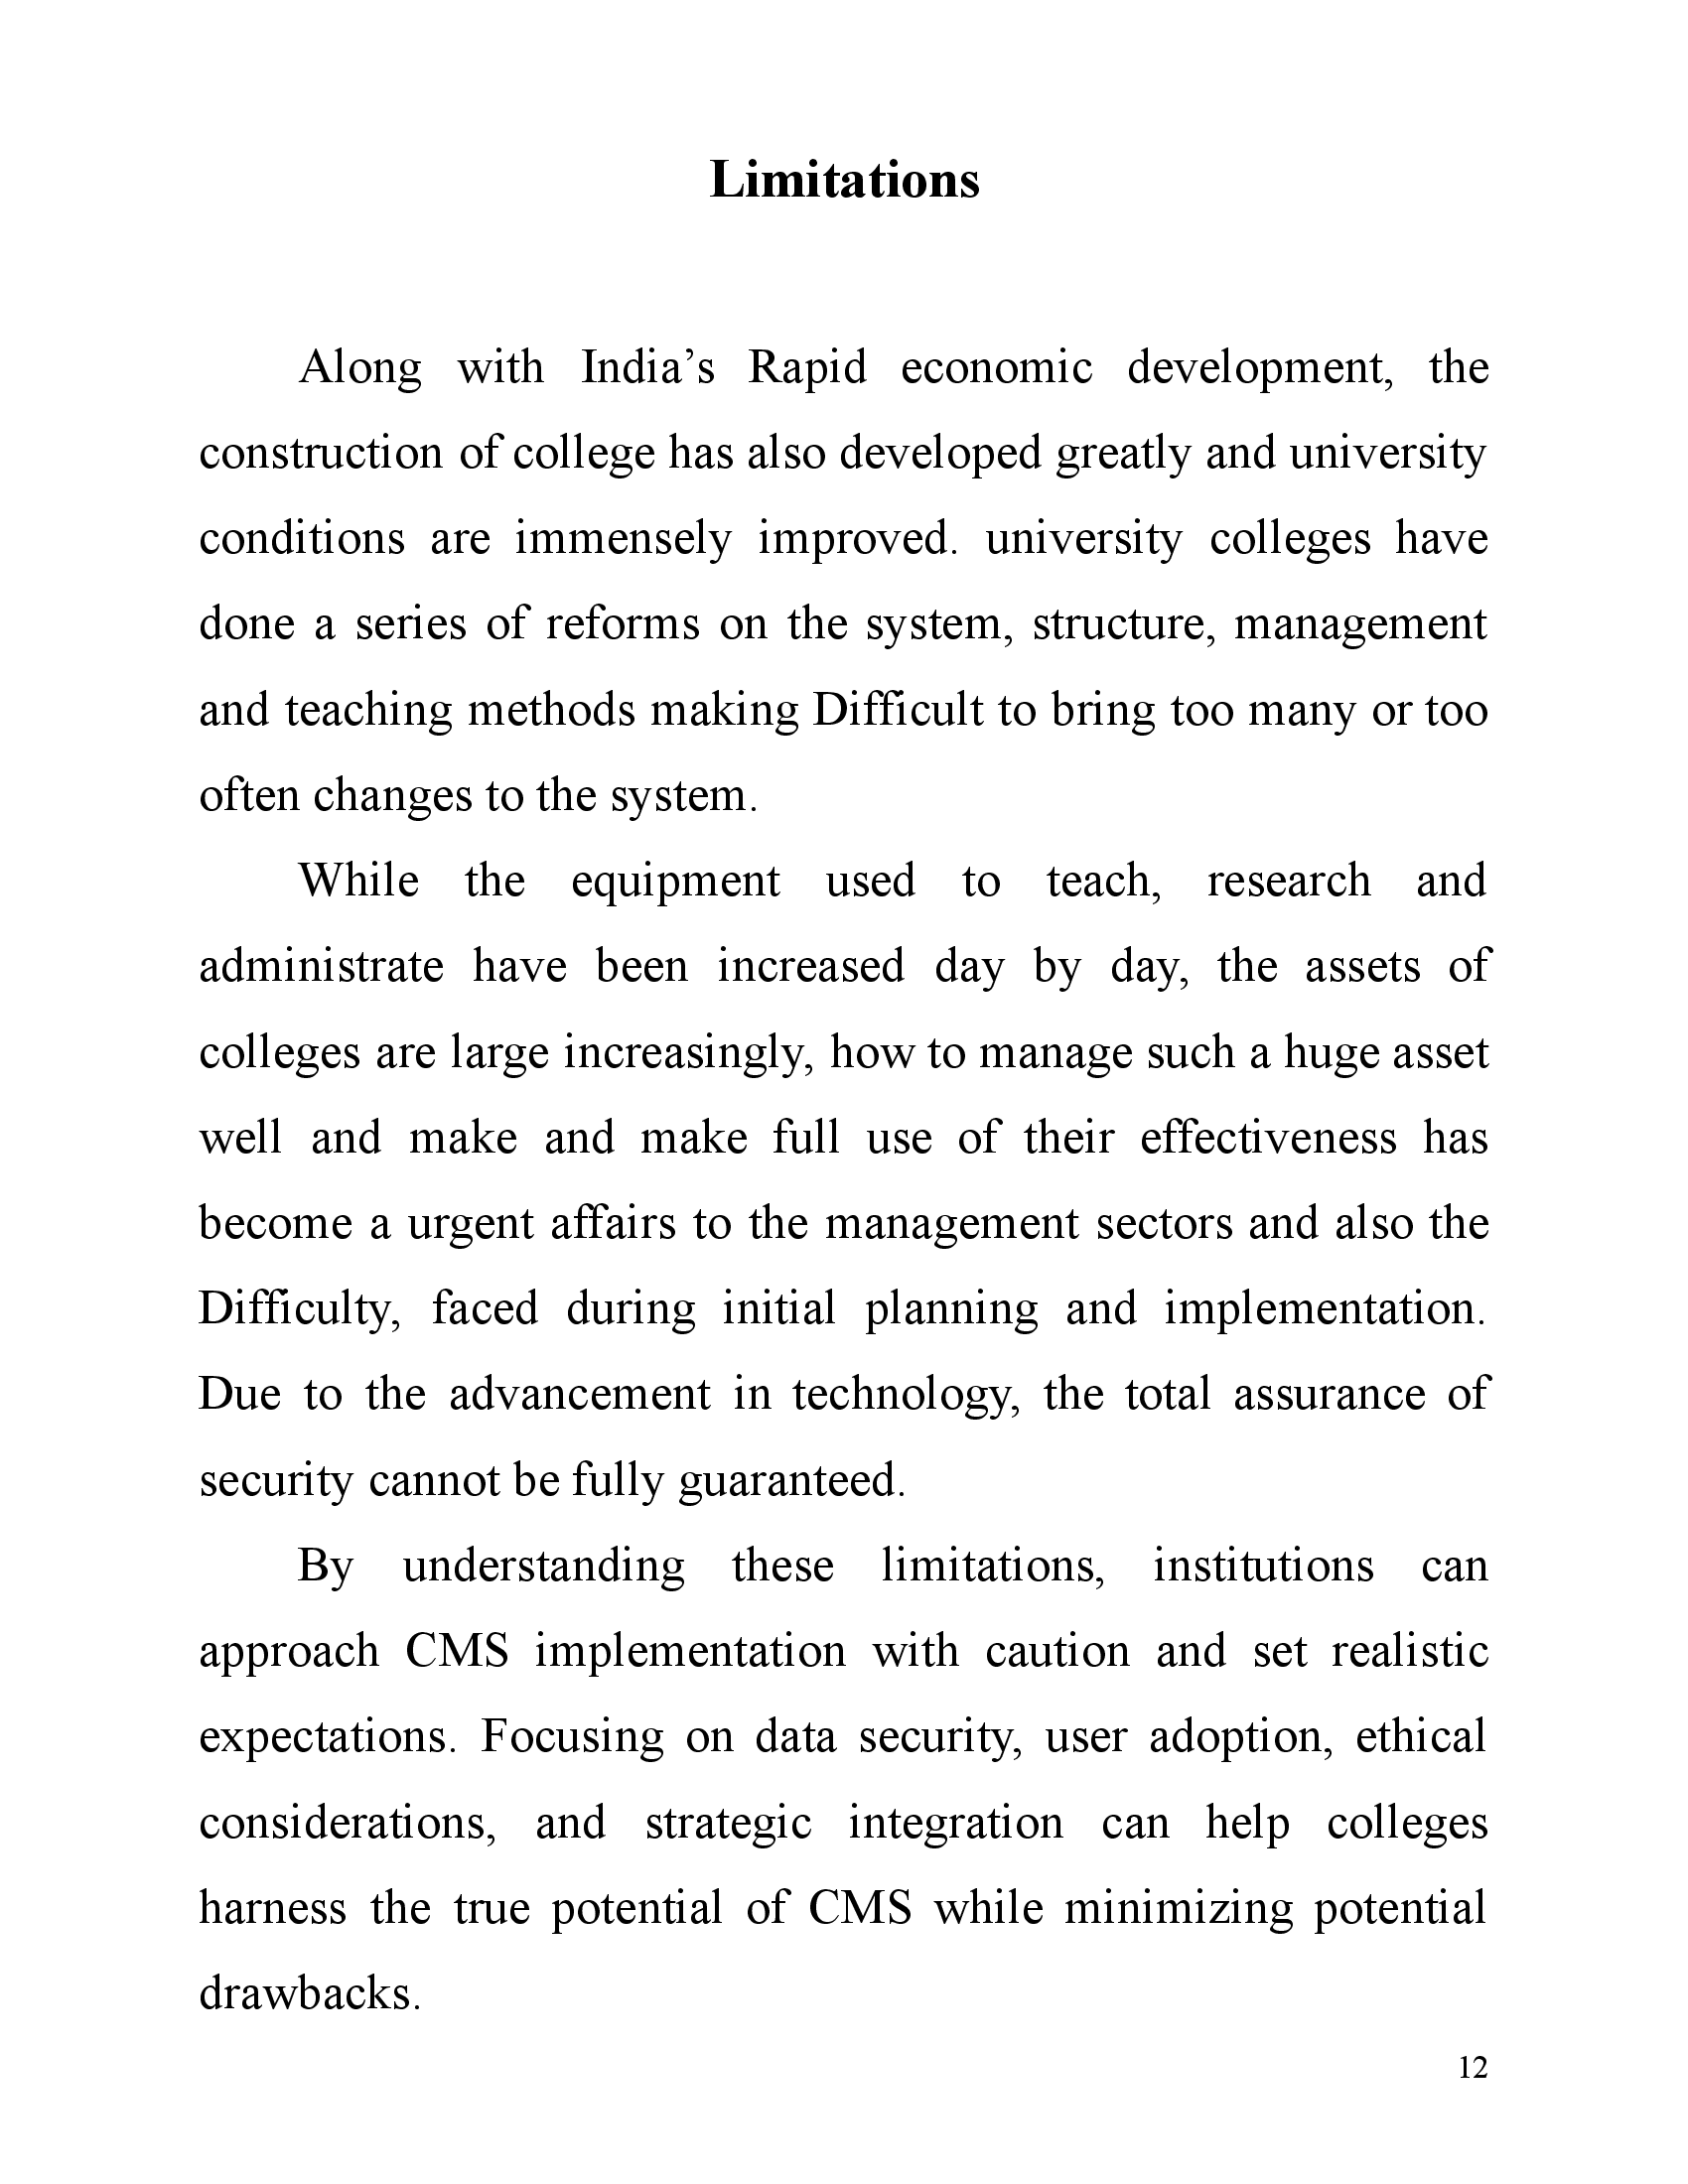 Limitations
Along with India’s Rapid economic development, the
construction of college has also developed greatly and university
conditions are immensely improved. university colleges have
done a series of reforms on the system, structure, management
and teaching methods making Difficult to bring too many or too
often changes to the system.
While the equipment used to teach, research and
administrate have been increased day by day, the assets of
colleges are large increasingly, how to manage such a huge asset
well and make and make full use of their effectiveness has
become a urgent affairs to the management sectors and also the
Difficulty, faced during initial planning and implementation.
Due to the advancement in technology, the total assurance of
security cannot be fully guaranteed.
By understanding these limitations, institutions can
approach CMS implementation with caution and set realistic
expectations. Focusing on data security, user adoption, ethical
considerations, and strategic integration can help colleges
harness the true potential of CMS while minimizing potential
drawbacks.
12